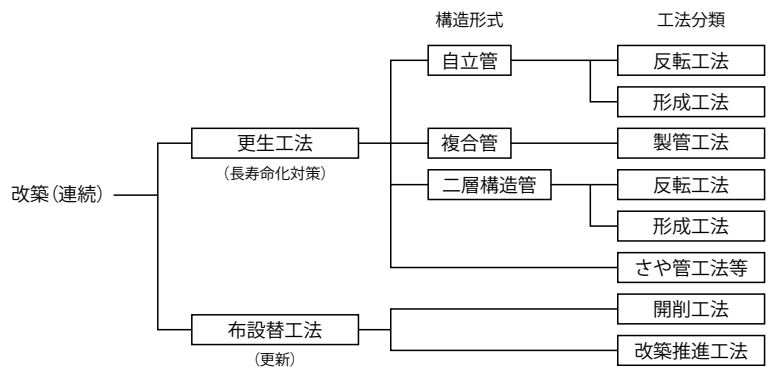 構造形式
工法分類
自立管
反転工法
形成工法
更生工法
複合管
製管工法
(長寿命化対策)
二層構造管
反転工法
改築(連続)
形成工法
さや管工法等
開削工法
布設替工法
(更新)
改築推進工法